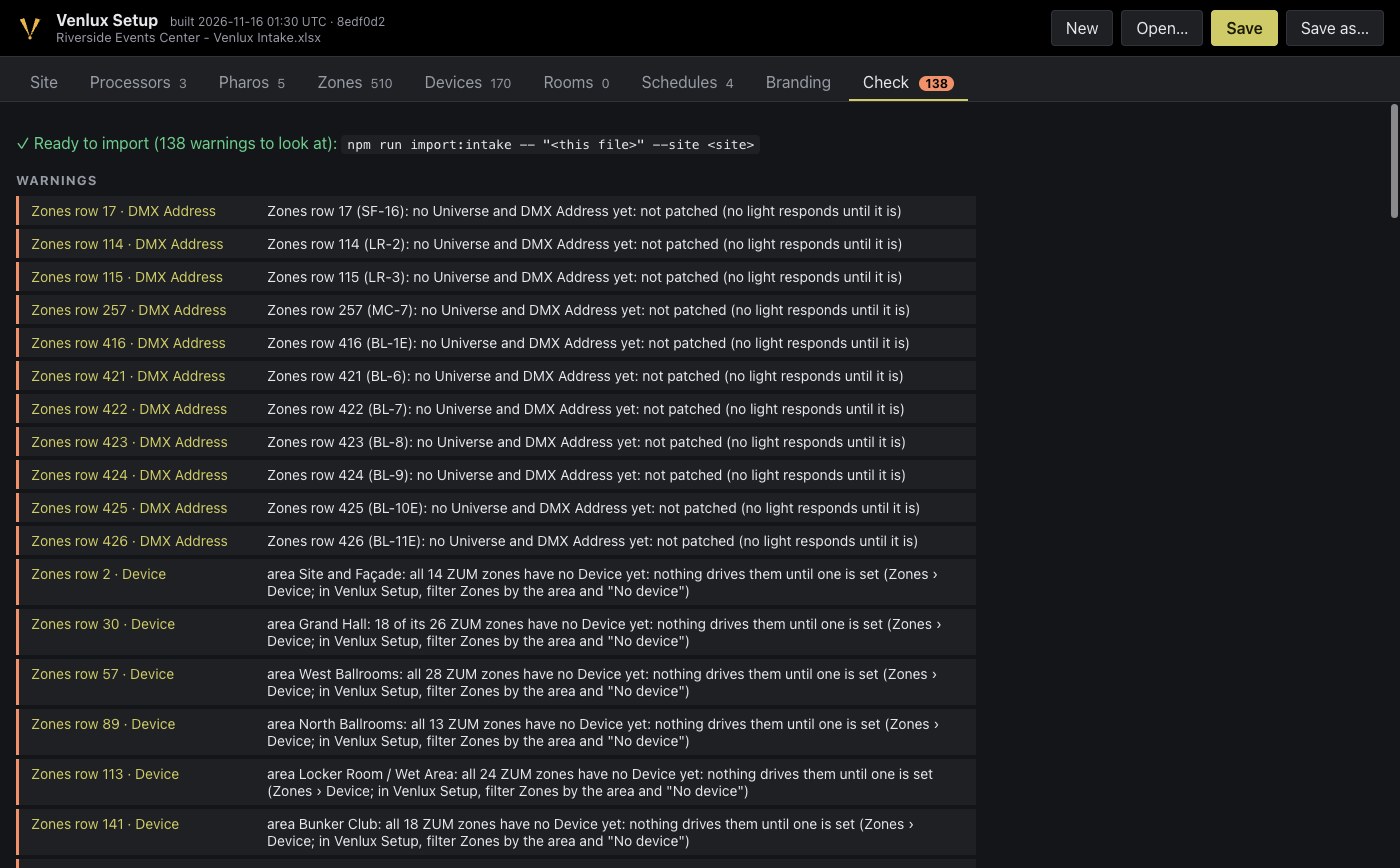 Venlux Setup built 2026-11-16 01:30 UTC · 8edf0d2
Riverside Events Center - Venlux Intake.xlsx
New Open... Save Save as...
Site Processors 3 Pharos 5 Zones 510 Devices 170 Rooms 0 Schedules 4 Branding Check 138
✓ Ready to import (138 warnings to look at): npm run import:intake -- "<this file>" --site <site>
WARNINGS
Zones row 17 · DMX Address Zones row 17 (SF-16): no Universe and DMX Address yet: not patched (no light responds until it is)
Zones row 114 · DMX Address Zones row 114 (LR-2): no Universe and DMX Address yet: not patched (no light responds until it is)
Zones row 115 · DMX Address Zones row 115 (LR-3): no Universe and DMX Address yet: not patched (no light responds until it is)
Zones row 257 · DMX Address Zones row 257 (MC-7): no Universe and DMX Address yet: not patched (no light responds until it is)
Zones row 416 · DMX Address Zones row 416 (BL-1E): no Universe and DMX Address yet: not patched (no light responds until it is)
Zones row 421 · DMX Address Zones row 421 (BL-6): no Universe and DMX Address yet: not patched (no light responds until it is)
Zones row 422 · DMX Address Zones row 422 (BL-7): no Universe and DMX Address yet: not patched (no light responds until it is)
Zones row 423 · DMX Address Zones row 423 (BL-8): no Universe and DMX Address yet: not patched (no light responds until it is)
Zones row 424 · DMX Address Zones row 424 (BL-9): no Universe and DMX Address yet: not patched (no light responds until it is)
Zones row 425 · DMX Address Zones row 425 (BL-10E): no Universe and DMX Address yet: not patched (no light responds until it is)
Zones row 426 · DMX Address Zones row 426 (BL-11E): no Universe and DMX Address yet: not patched (no light responds until it is)
Zones row 2 · Device area Site and Façade: all 14 ZUM zones have no Device yet: nothing drives them until one is set (Zones ›
Device; in Venlux Setup, filter Zones by the area and "No device")
Zones row 30 · Device area Grand Hall: 18 of its 26 ZUM zones have no Device yet: nothing drives them until one is set (Zones ›
Device; in Venlux Setup, filter Zones by the area and "No device")
Zones row 57 · Device area West Ballrooms: all 28 ZUM zones have no Device yet: nothing drives them until one is set (Zones ›
Device; in Venlux Setup, filter Zones by the area and "No device")
Zones row 89 · Device area North Ballrooms: all 13 ZUM zones have no Device yet: nothing drives them until one is set (Zones ›
Device; in Venlux Setup, filter Zones by the area and "No device")
Zones row 113 · Device area Locker Room / Wet Area: all 24 ZUM zones have no Device yet: nothing drives them until one is set
(Zones › Device; in Venlux Setup, filter Zones by the area and "No device")
Zones row 141 · Device area Bunker Club: all 18 ZUM zones have no Device yet: nothing drives them until one is set (Zones ›
Device; in Venlux Setup, filter Zones by the area and "No device")